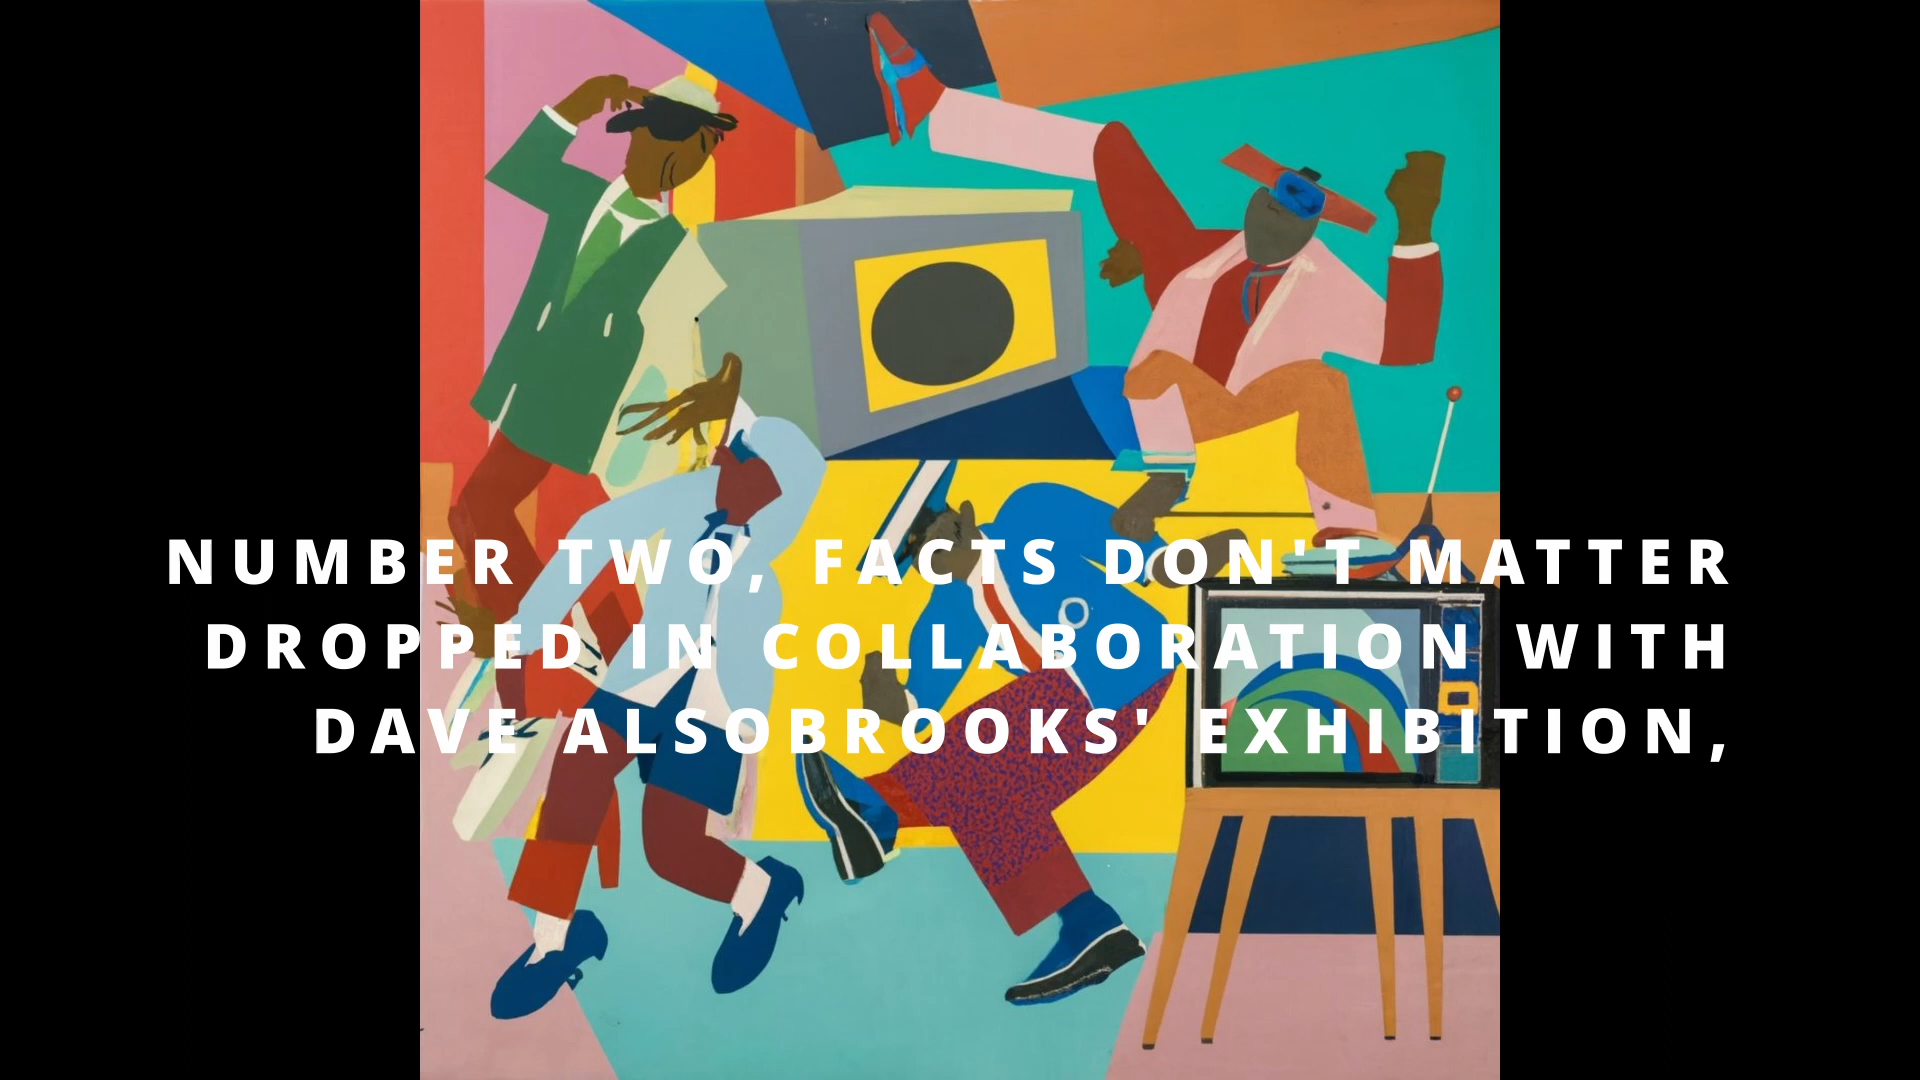 NUMBER TWO, FACTS DON'T MATTER
DROPPED IN COLLABORATION WITH
DAVE ALSOBROOKS' EXHIBITION,